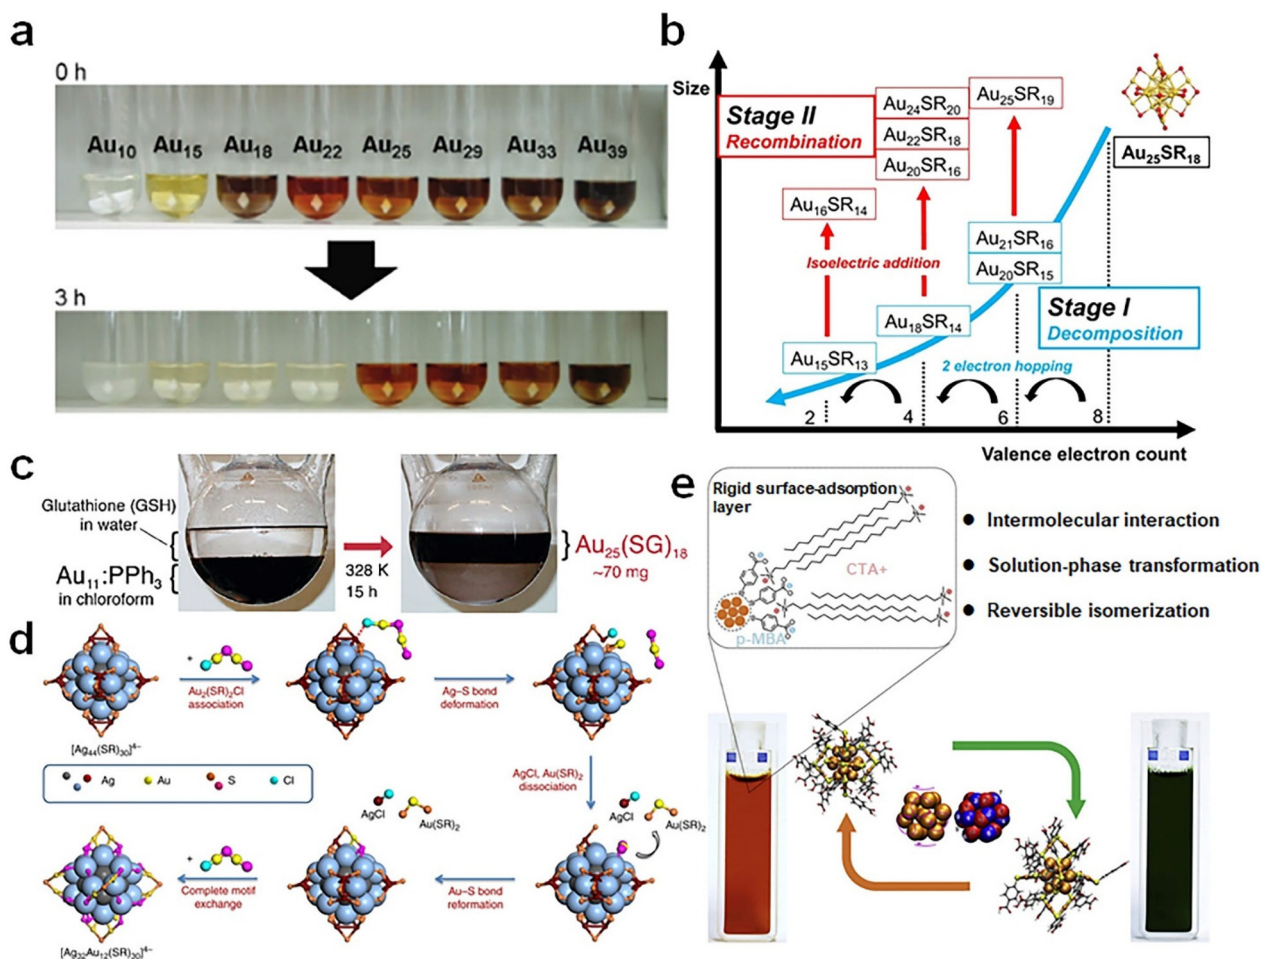 a
0 h
Au10 Au15 Au18 Au22 Au25 Au29 Au33 Au39
3 h
b
Size
Stage II
Recombination
Au24SR20
Au22SR18
Au20SR16
Au25SR19
Au25SR18
Au16SR14
Isoelectric addition
Au21SR16
Au20SR15
Au18SR14
Au15SR13
Stage I
Decomposition
2 electron hopping
2 4 6 8
Valence electron count
c
Glutathione (GSH)
in water
Au11:PPh3
in chloroform
328 K
15 h
Au25(SG)18
~70 mg
d
+
Au2(SR)2Cl
association
Ag–S bond
deformation
[Ag44(SR)30]4–
Ag Au S Cl
AgCl, Au(SR)2
dissociation
AgCl
Au(SR)2
AgCl
Au(SR)2
+
Complete motif
exchange
Au–S bond
reformation
[Ag32Au12(SR)30]4–
e
Rigid surface-adsorption
layer
CTA+
p-MBA
● Intermolecular interaction
● Solution-phase transformation
● Reversible isomerization